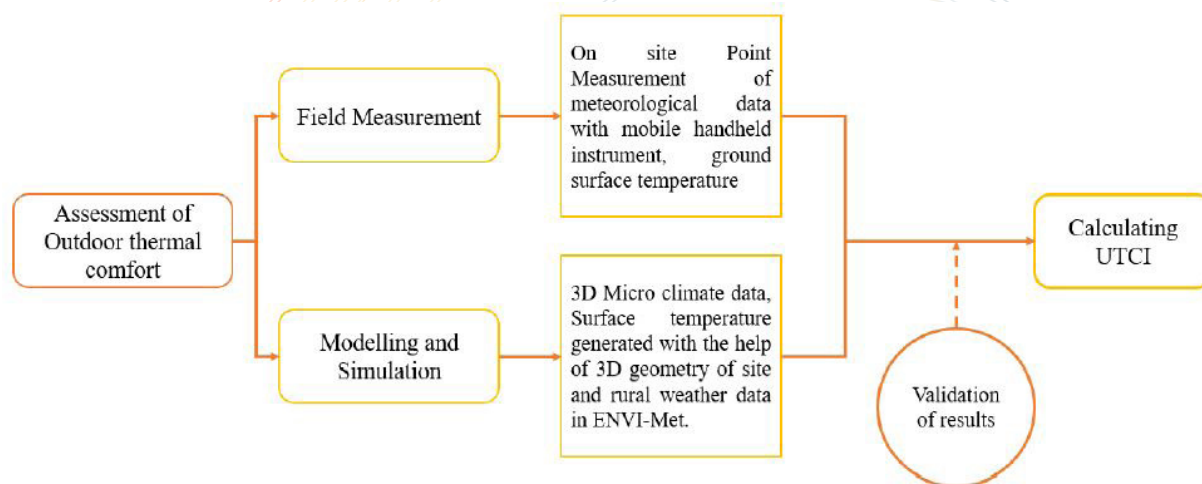 Assessment of
Outdoor thermal
comfort
Field Measurement
On site Point
Measurement of
meteorological data
with mobile handheld
instrument, ground
surface temperature
Modelling and
Simulation
3D Micro climate data,
Surface temperature
generated with the help
of 3D geometry of site
and rural weather data
in ENVI-Met.
Validation
of results
Calculating
UTCI